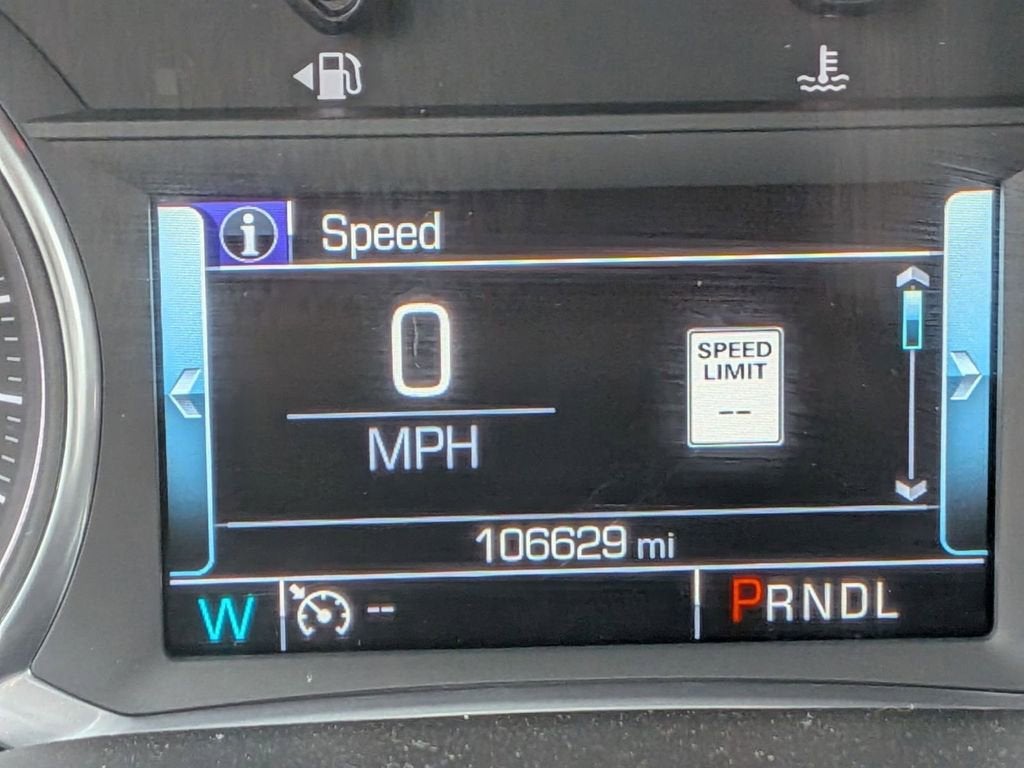 Speed
0
MPH
SPEED
LIMIT
--
106629 mi
W
--
PRNDL